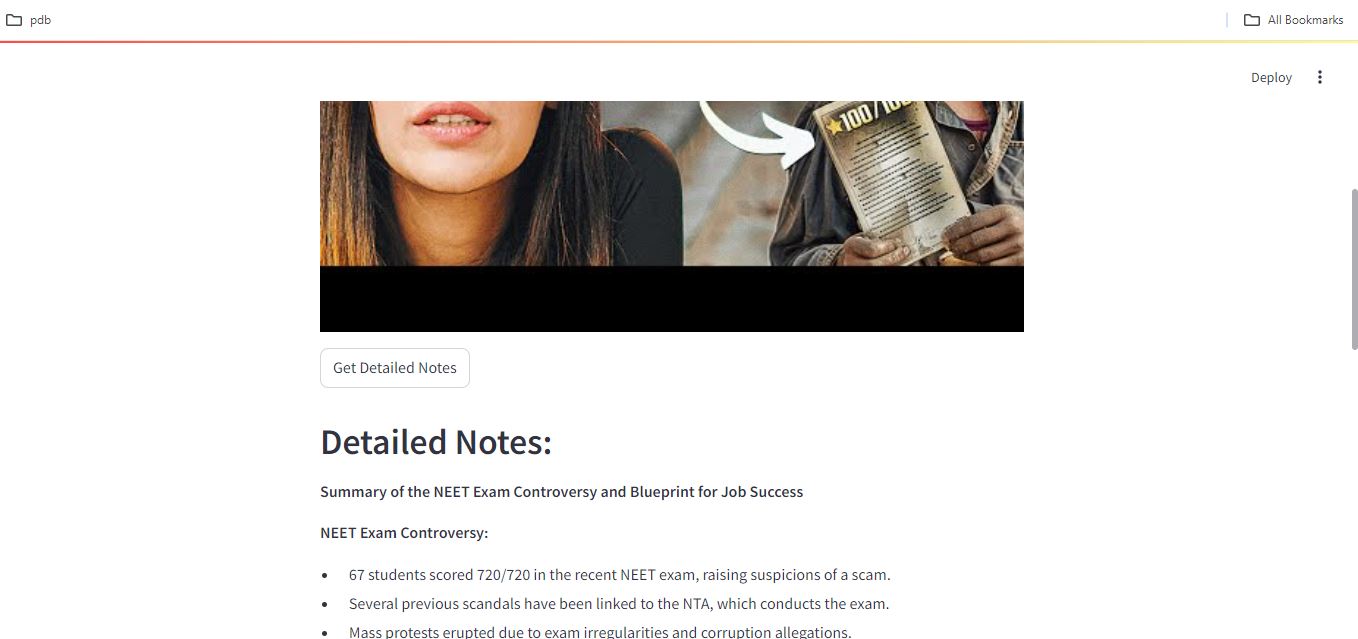 pdb
All Bookmarks
Deploy
100/100
Get Detailed Notes
Detailed Notes:
Summary of the NEET Exam Controversy and Blueprint for Job Success
NEET Exam Controversy:
• 67 students scored 720/720 in the recent NEET exam, raising suspicions of a scam.
• Several previous scandals have been linked to the NTA, which conducts the exam.
• Mass protests erupted due to exam irregularities and corruption allegations.